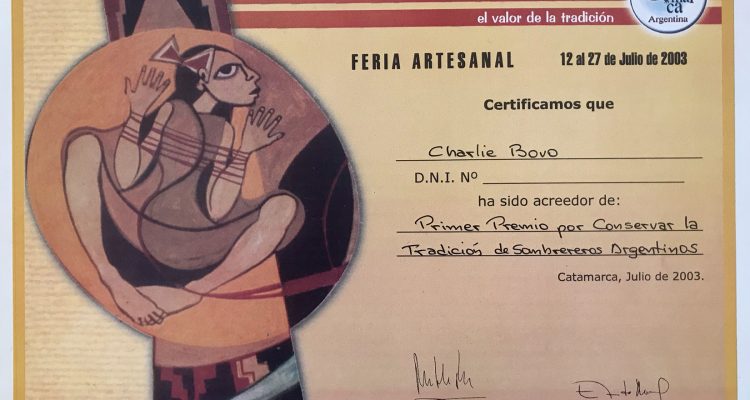 el valor de la tradición
ca
Argentina
FERIA ARTESANAL 12 al 27 de Julio de 2003
Certificamos que
Charlie Bovo
D.N.I. Nº
ha sido acreedor de:
Primer Premio por Conservar la
Tradición de Sombrereros Argentinos
Catamarca, Julio de 2003.